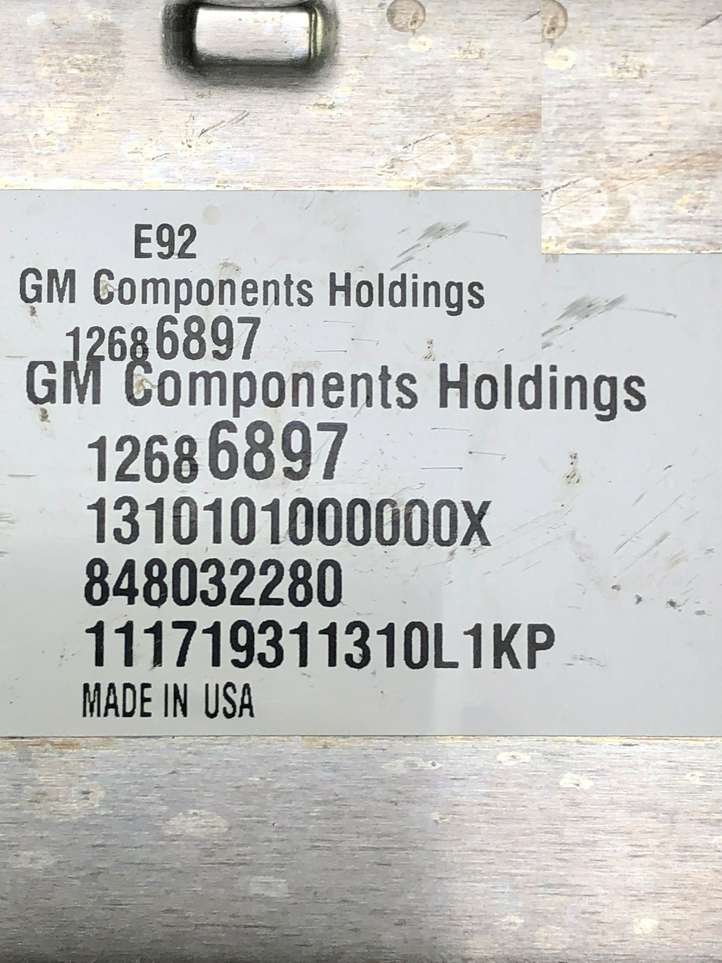 E92
GM Components Holdings
12686897
GM Components Holdings
12686897
1310101000000X
848032280
111719311310L1KP
MADE IN USA